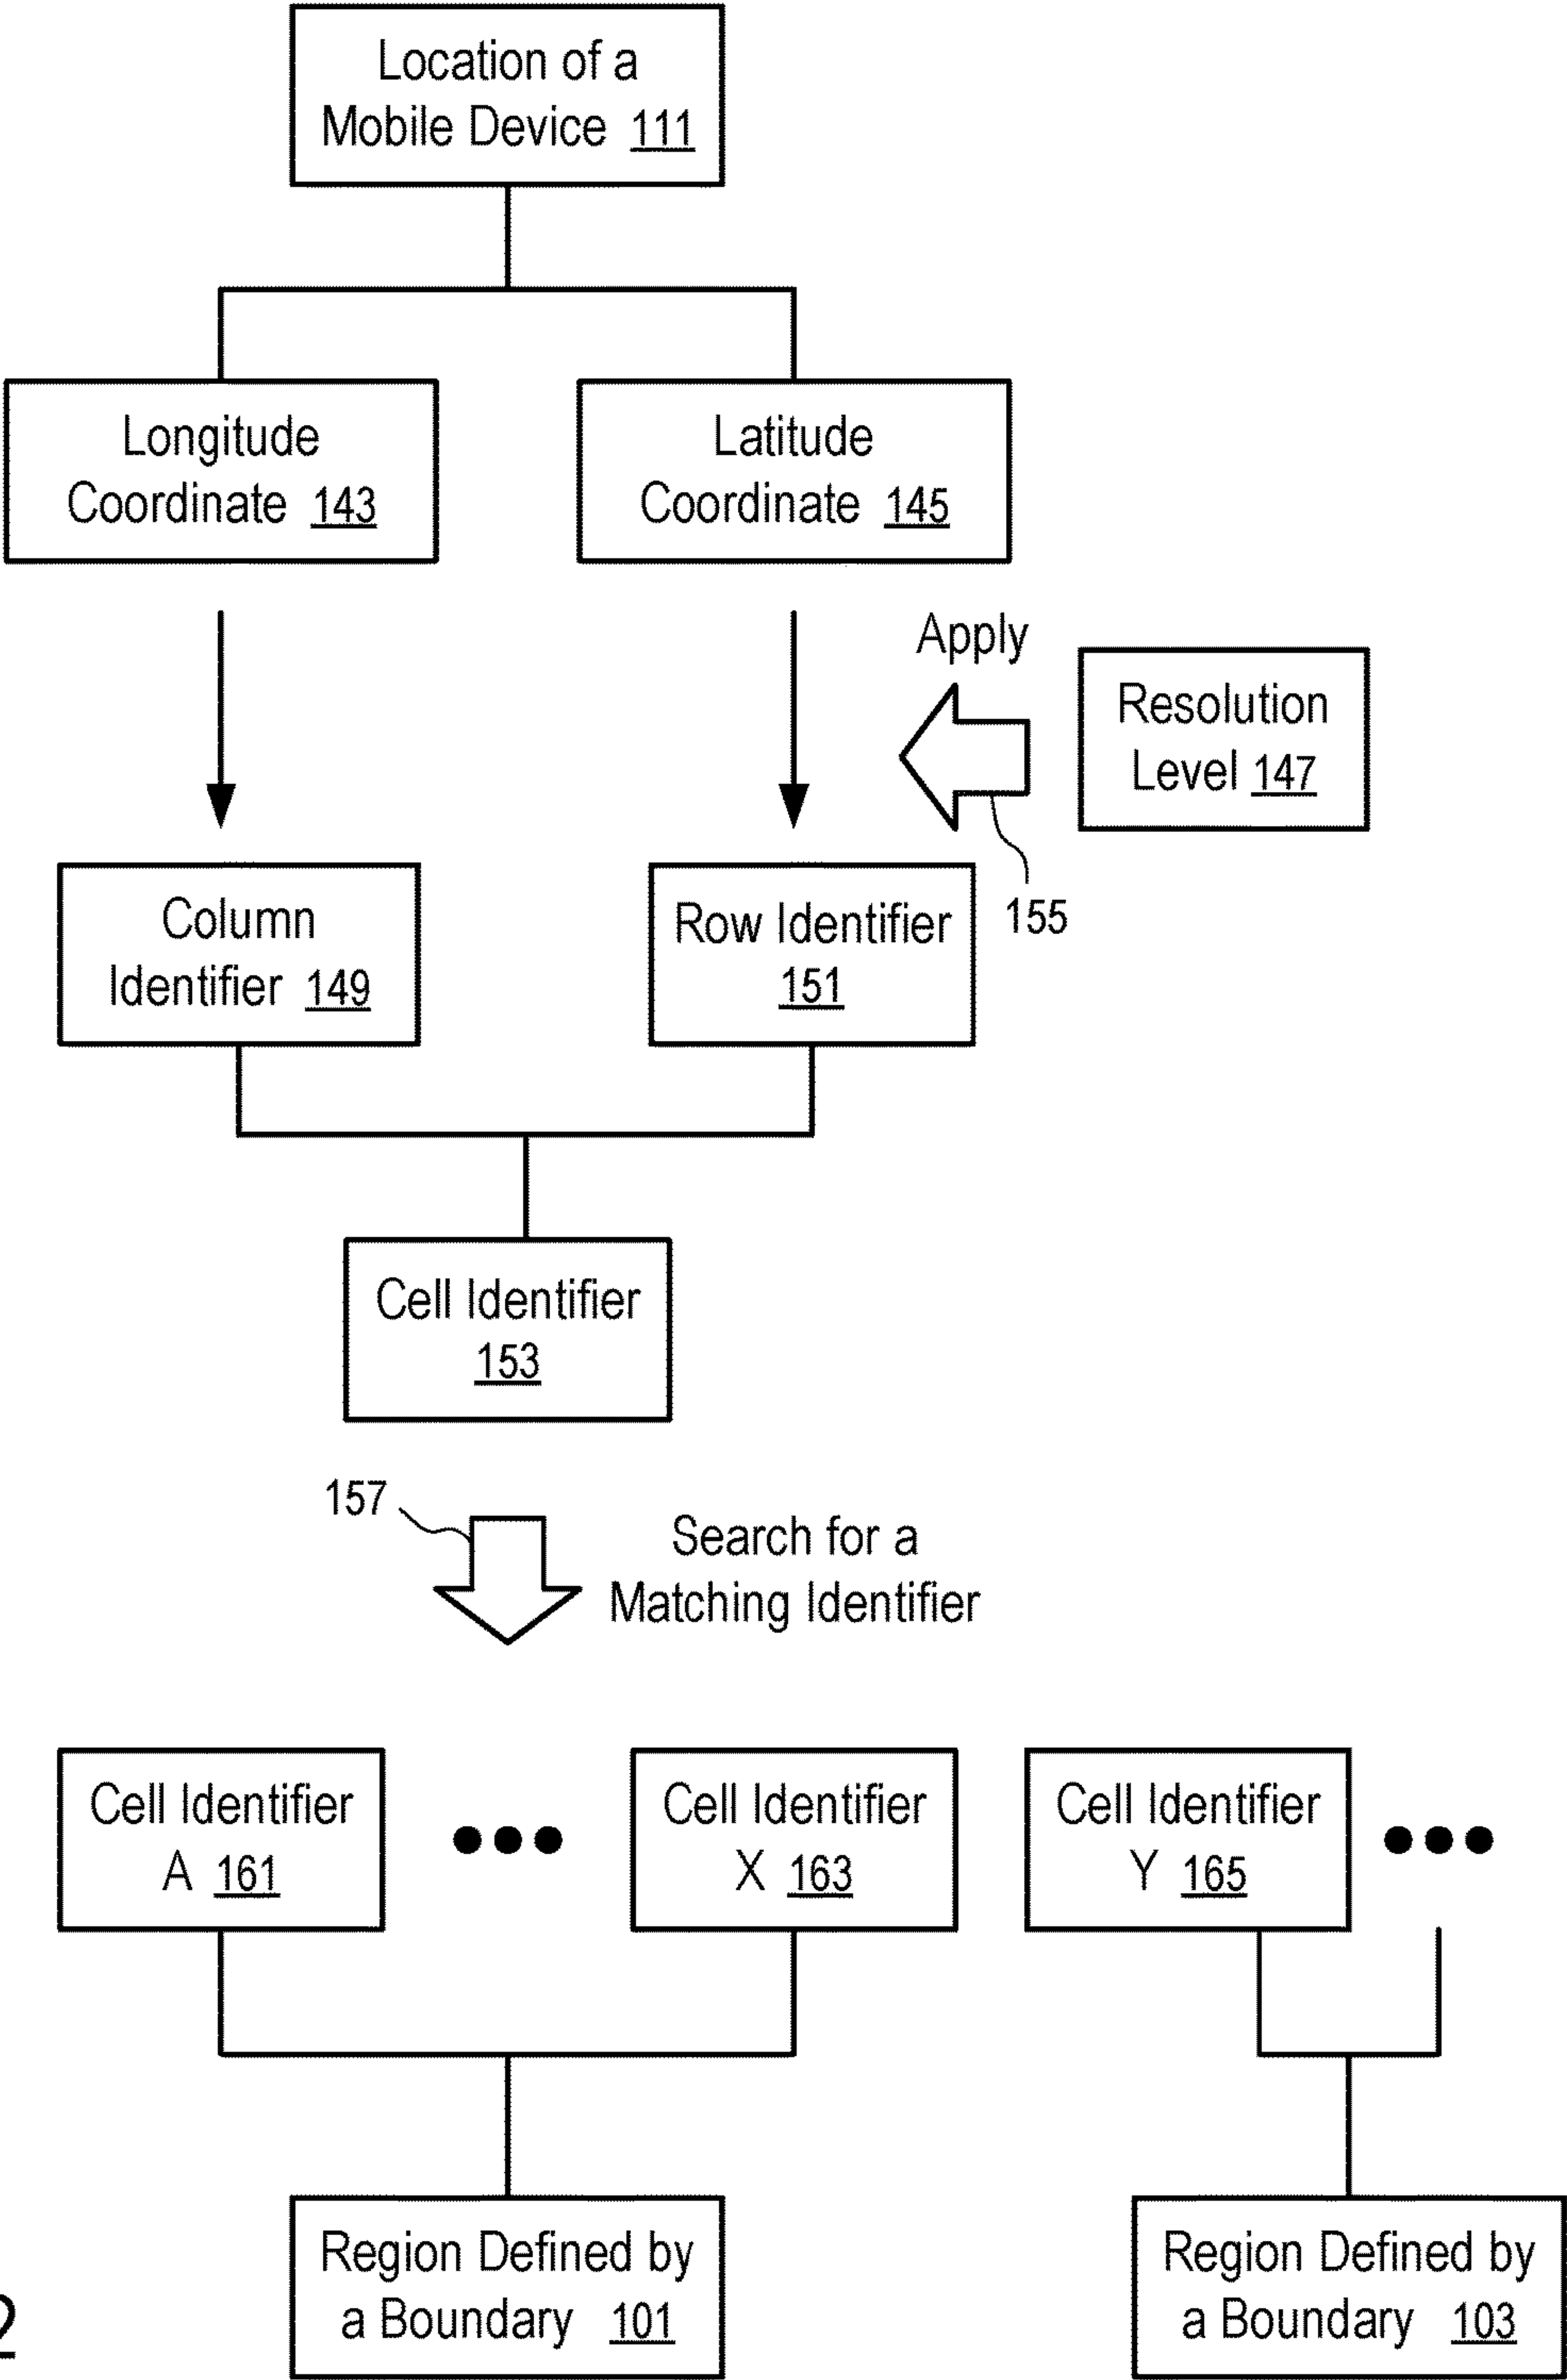 Location of a
Mobile Device 111
Longitude
Coordinate 143
Latitude
Coordinate 145
Apply
Resolution
Level 147
155
Column
Identifier 149
Row Identifier
151
Cell Identifier
153
157
Search for a
Matching Identifier
Cell Identifier
A 161
Cell Identifier
X 163
Cell Identifier
Y 165
Region Defined by
a Boundary 101
Region Defined by
a Boundary 103
2